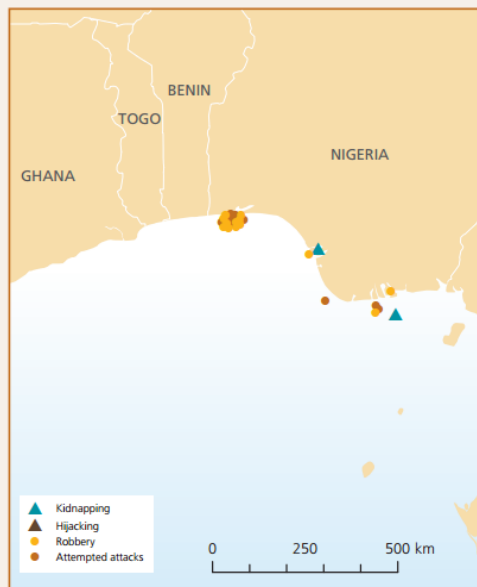 BENIN
TOGO
NIGERIA
GHANA
Kidnapping
Hijacking
Robbery
Attempted attacks
0 250 500 km